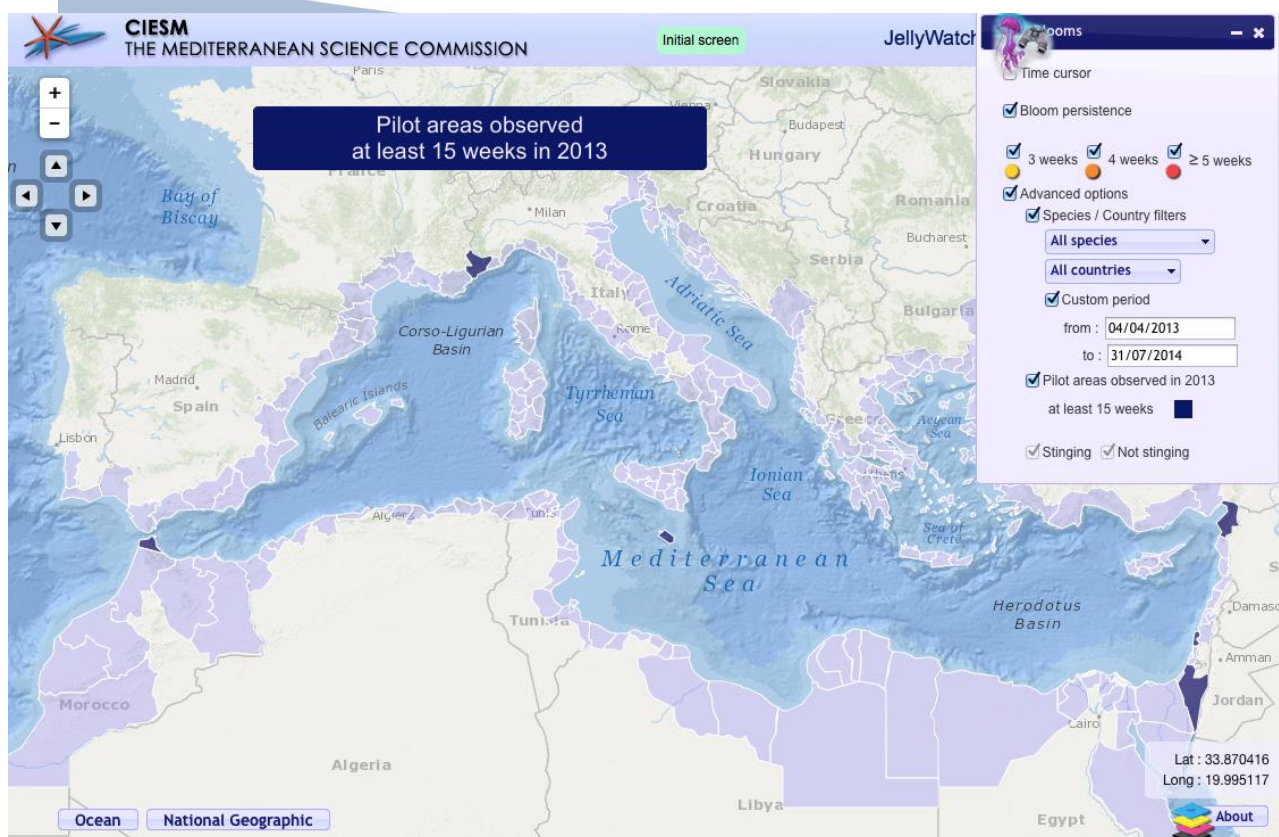 CIESM
THE MEDITERRANEAN SCIENCE COMMISSION
Initial screen
JellyWatch
Blooms
Time cursor
Bloom persistence
3 weeks
4 weeks
≥ 5 weeks
Advanced options
Species / Country filters
All species
All countries
Custom period
from : 04/04/2013
to : 31/07/2014
Pilot areas observed in 2013
at least 15 weeks
Stinging
Not stinging
Pilot areas observed
at least 15 weeks in 2013
+
−
Paris
Slovakia
Vienna
Budapest
Hungary
France
Bay of
Biscay
Milan
Croatia
Romania
Bucharest
Serbia
Italy
Adriatic Sea
Bulgaria
Rome
Corso-Ligurian
Basin
Madrid
Spain
Balearic Islands
Tyrrhenian
Sea
Greece
Aegean
Sea
Lisbon
Athens
Ionian
Sea
Algiers
Tunis
Sea of
Crete
Mediterranean
Sea
Herodotus
Basin
Damasc
Tunisia
Amman
Morocco
Jordan
Cairo
Algeria
Libya
Egypt
Lat : 33.870416
Long : 19.995117
Ocean
National Geographic
About